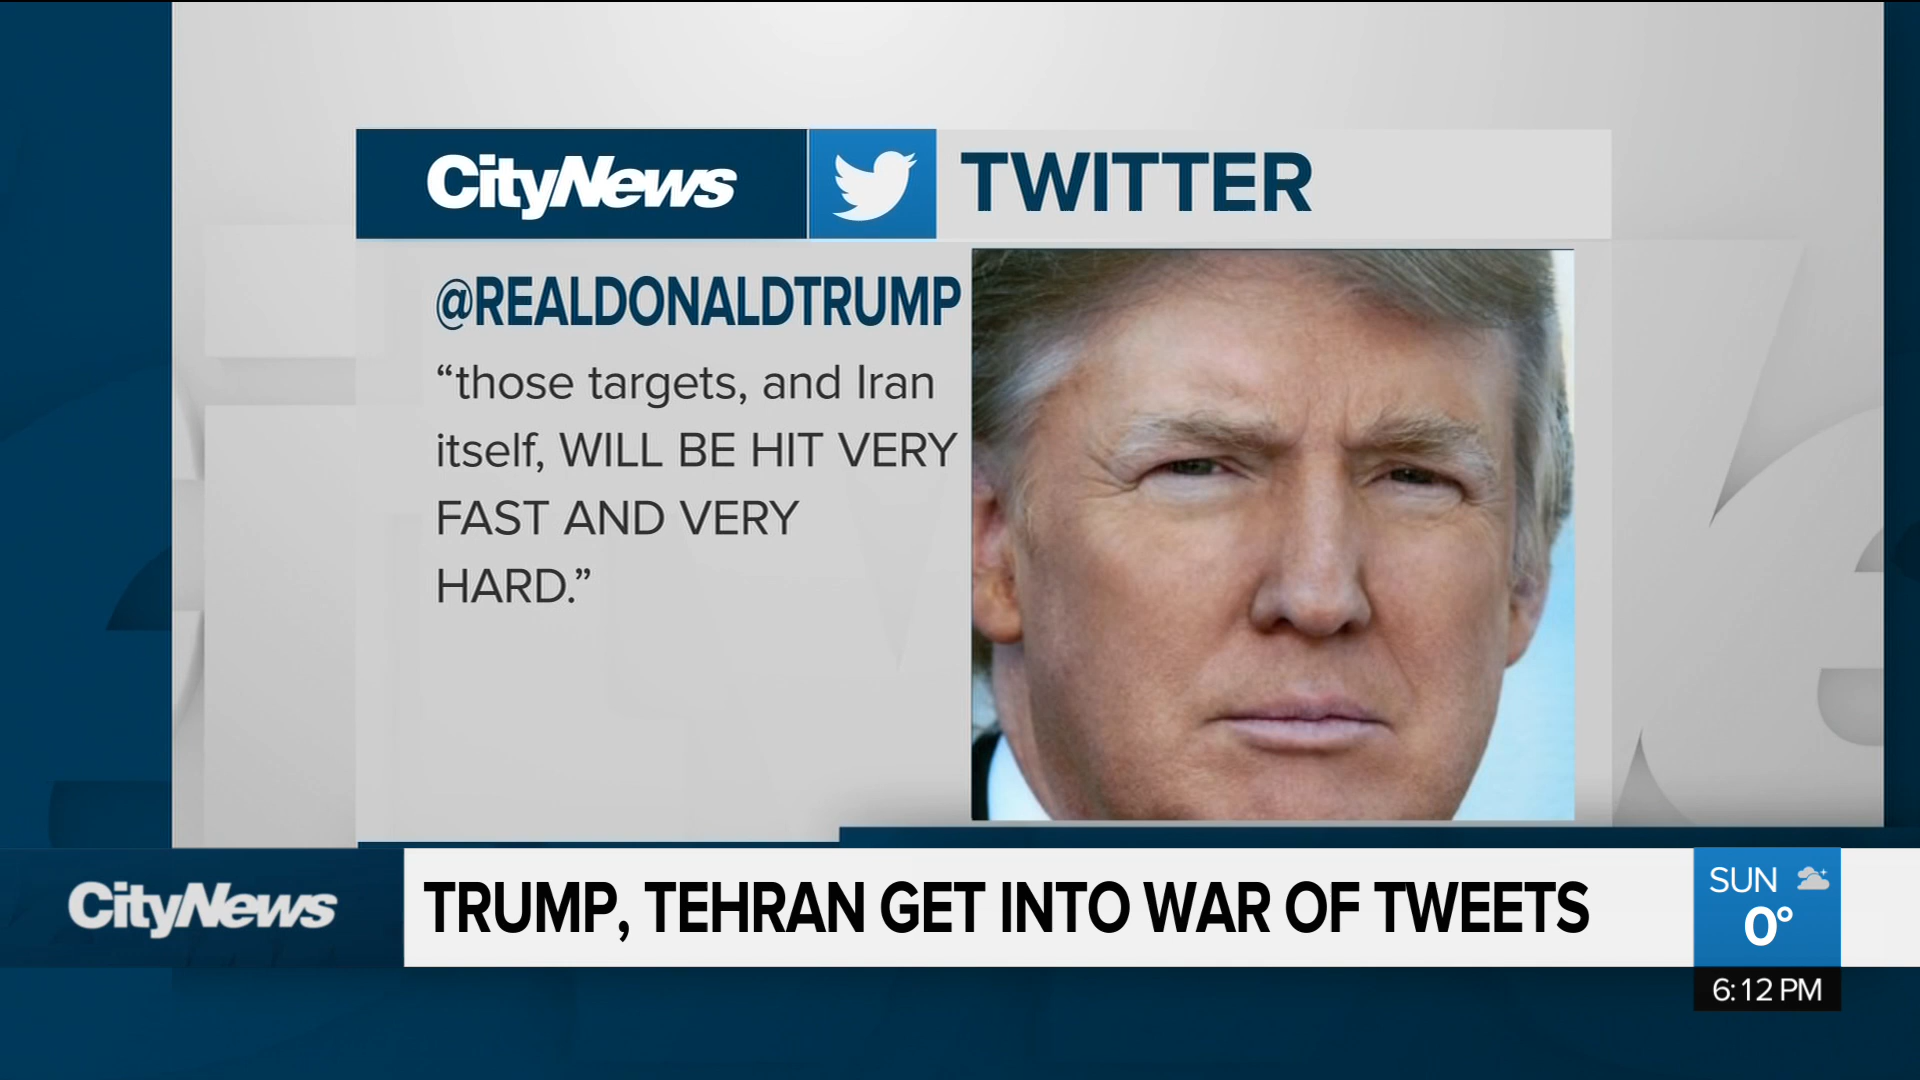 CityNews
TWITTER
@REALDONALDTRUMP
“those targets, and Iran
itself, WILL BE HIT VERY
FAST AND VERY
HARD.”
CityNews
TRUMP, TEHRAN GET INTO WAR OF TWEETS
SUN
0°
6:12 PM